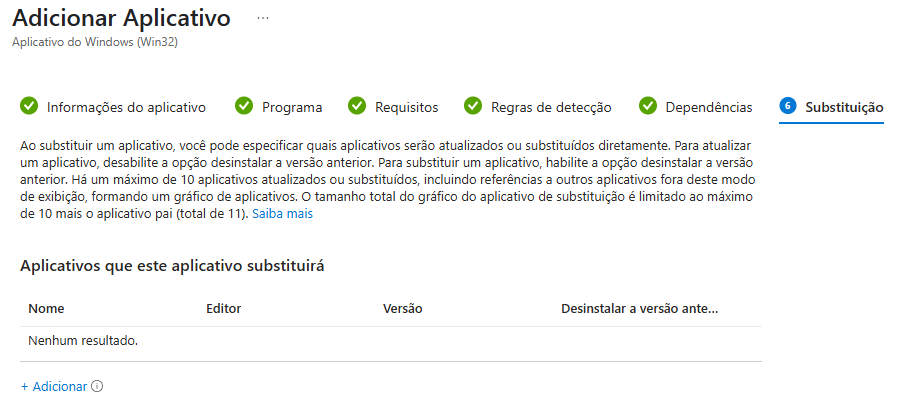 Adicionar Aplicativo ...
Aplicativo do Windows (Win32)
Informações do aplicativo Programa Requisitos Regras de detecção Dependências 6 Substituição
Ao substituir um aplicativo, você pode especificar quais aplicativos serão atualizados ou substituídos diretamente. Para atualizar
um aplicativo, desabilite a opção desinstalar a versão anterior. Para substituir um aplicativo, habilite a opção desinstalar a versão
anterior. Há um máximo de 10 aplicativos atualizados ou substituídos, incluindo referências a outros aplicativos fora deste modo
de exibição, formando um gráfico de aplicativos. O tamanho total do gráfico do aplicativo de substituição é limitado ao máximo
de 10 mais o aplicativo pai (total de 11). Saiba mais
Aplicativos que este aplicativo substituirá
Nome Editor Versão Desinstalar a versão ante...
Nenhum resultado.
+ Adicionar